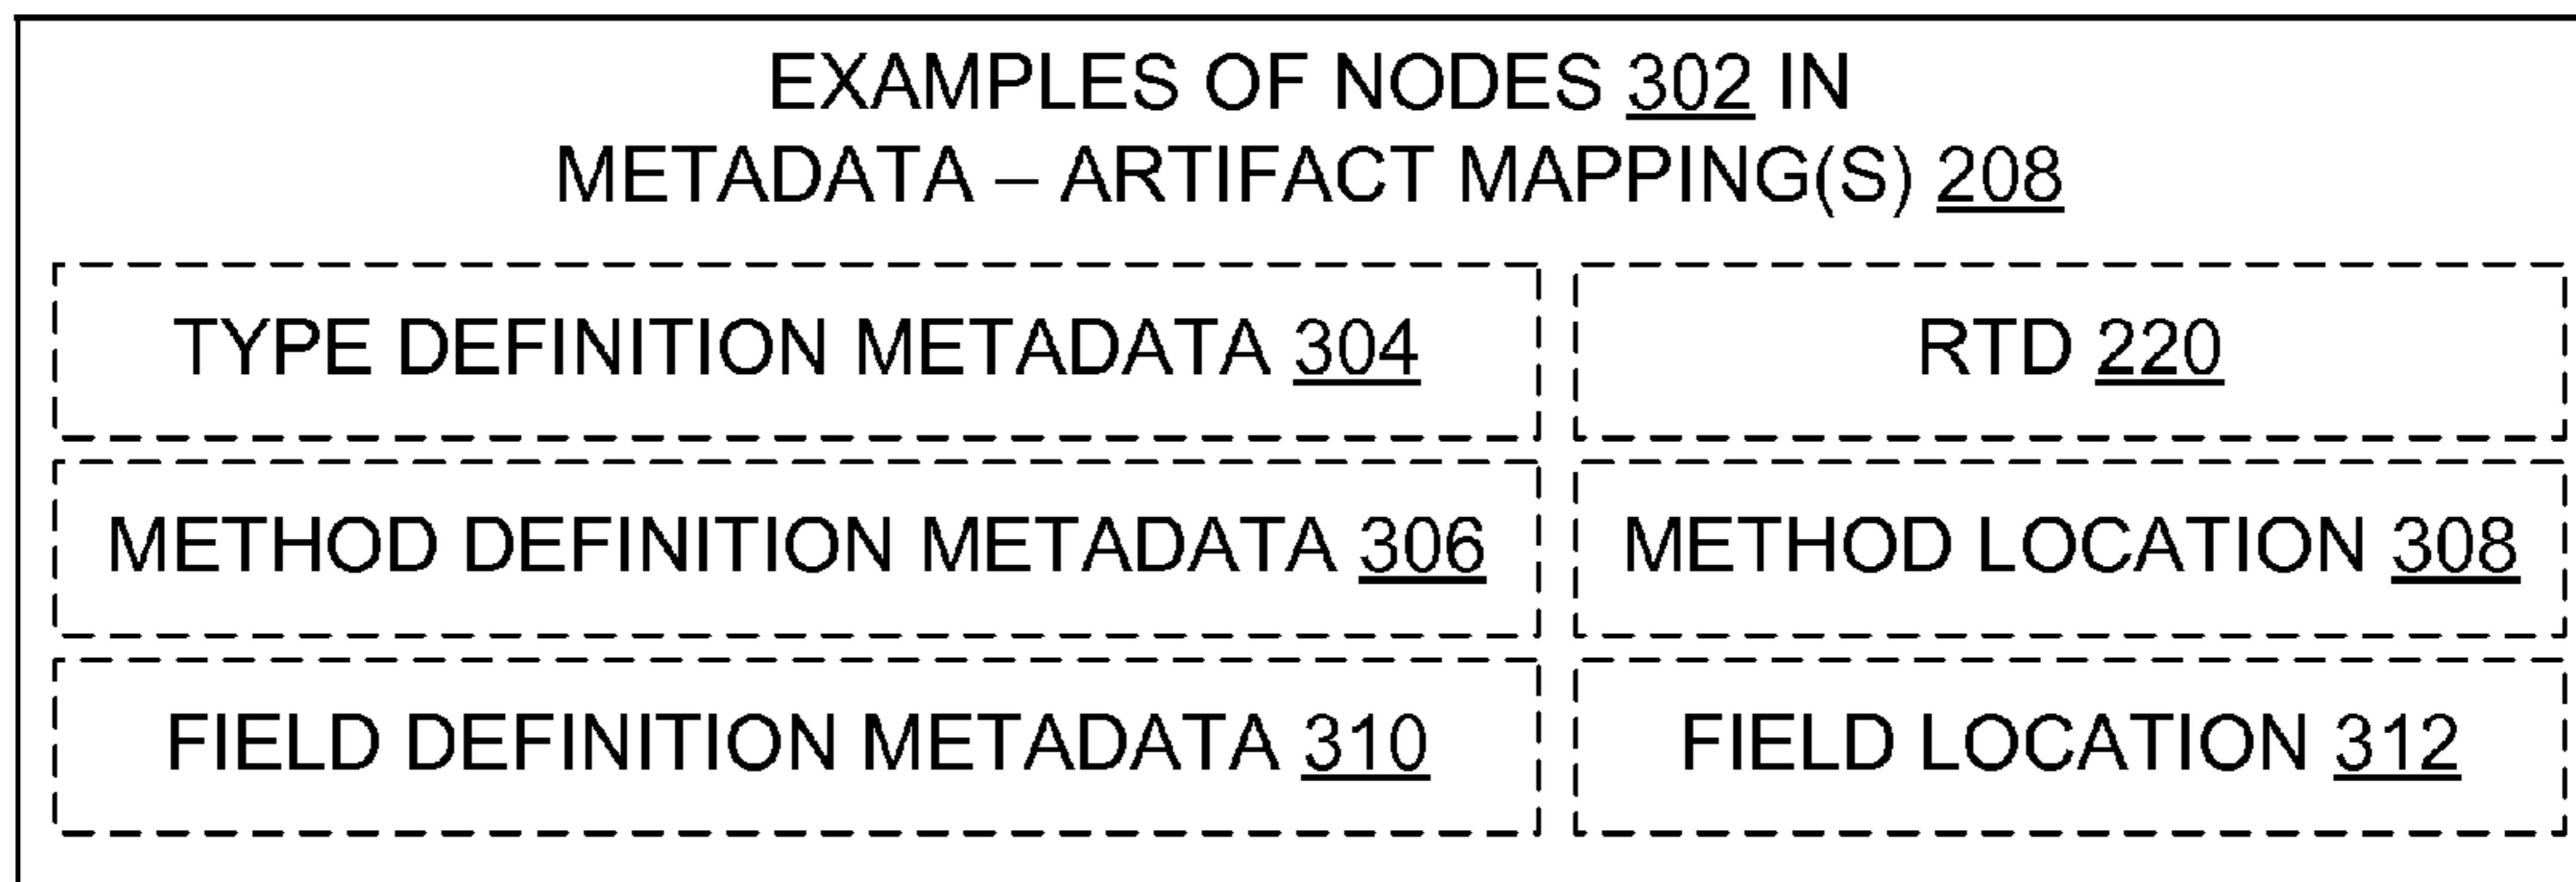 EXAMPLES OF NODES 302 IN
METADATA – ARTIFACT MAPPING(S) 208
TYPE DEFINITION METADATA 304
RTD 220
METHOD DEFINITION METADATA 306
METHOD LOCATION 308
FIELD DEFINITION METADATA 310
FIELD LOCATION 312